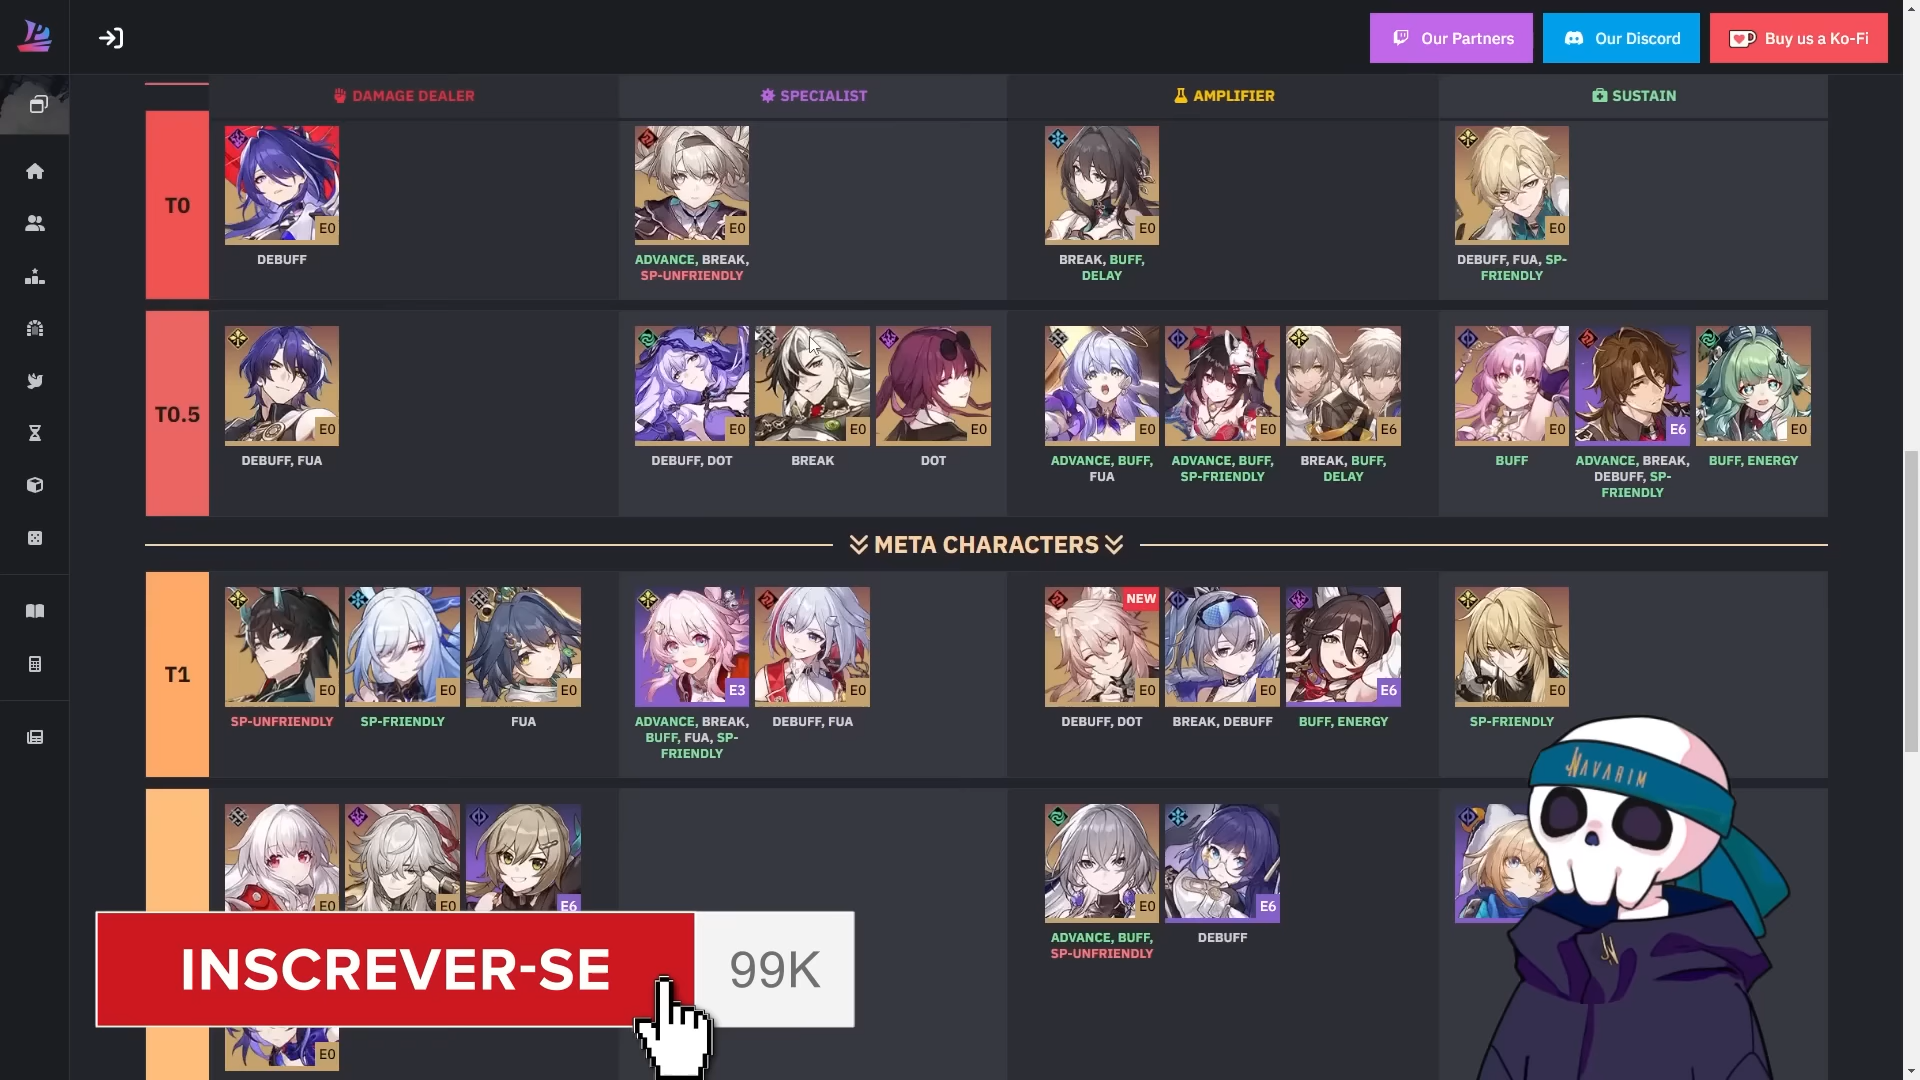 Our Partners
Our Discord
Buy us a Ko-Fi
DAMAGE DEALER
SPECIALIST
AMPLIFIER
SUSTAIN
T0
E0
DEBUFF
E0
ADVANCE, BREAK,
SP-UNFRIENDLY
E0
BREAK, BUFF,
DELAY
E0
DEBUFF, FUA, SP-
FRIENDLY
T0.5
E0
DEBUFF, FUA
E0
DEBUFF, DOT
E0
BREAK
E0
DOT
E0
ADVANCE, BUFF,
FUA
E0
ADVANCE, BUFF,
SP-FRIENDLY
E6
BREAK, BUFF,
DELAY
E0
BUFF
E6
ADVANCE, BREAK,
DEBUFF, SP-
FRIENDLY
E0
BUFF, ENERGY
META CHARACTERS
T1
E0
SP-UNFRIENDLY
E0
SP-FRIENDLY
E0
FUA
E3
ADVANCE, BREAK,
BUFF, FUA, SP-
FRIENDLY
E0
DEBUFF, FUA
NEW
E0
DEBUFF, DOT
E0
BREAK, DEBUFF
E6
BUFF, ENERGY
E0
SP-FRIENDLY
E0
E0
E6
E0
ADVANCE, BUFF,
SP-UNFRIENDLY
E6
DEBUFF
NAVARIM
INSCREVER-SE
99K
E0